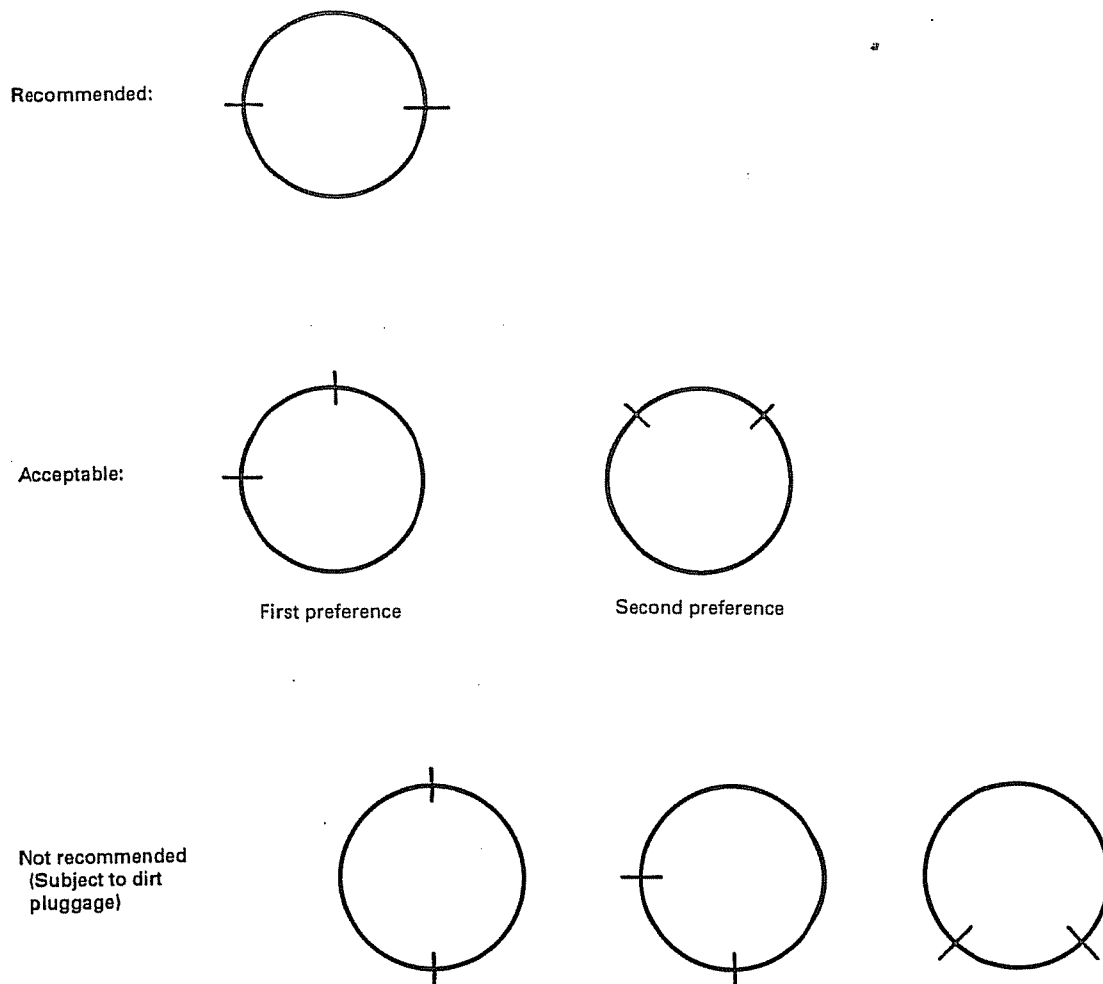 Recommended:
Acceptable:
First preference
Second preference
Not recommended
(Subject to dirt
pluggage)